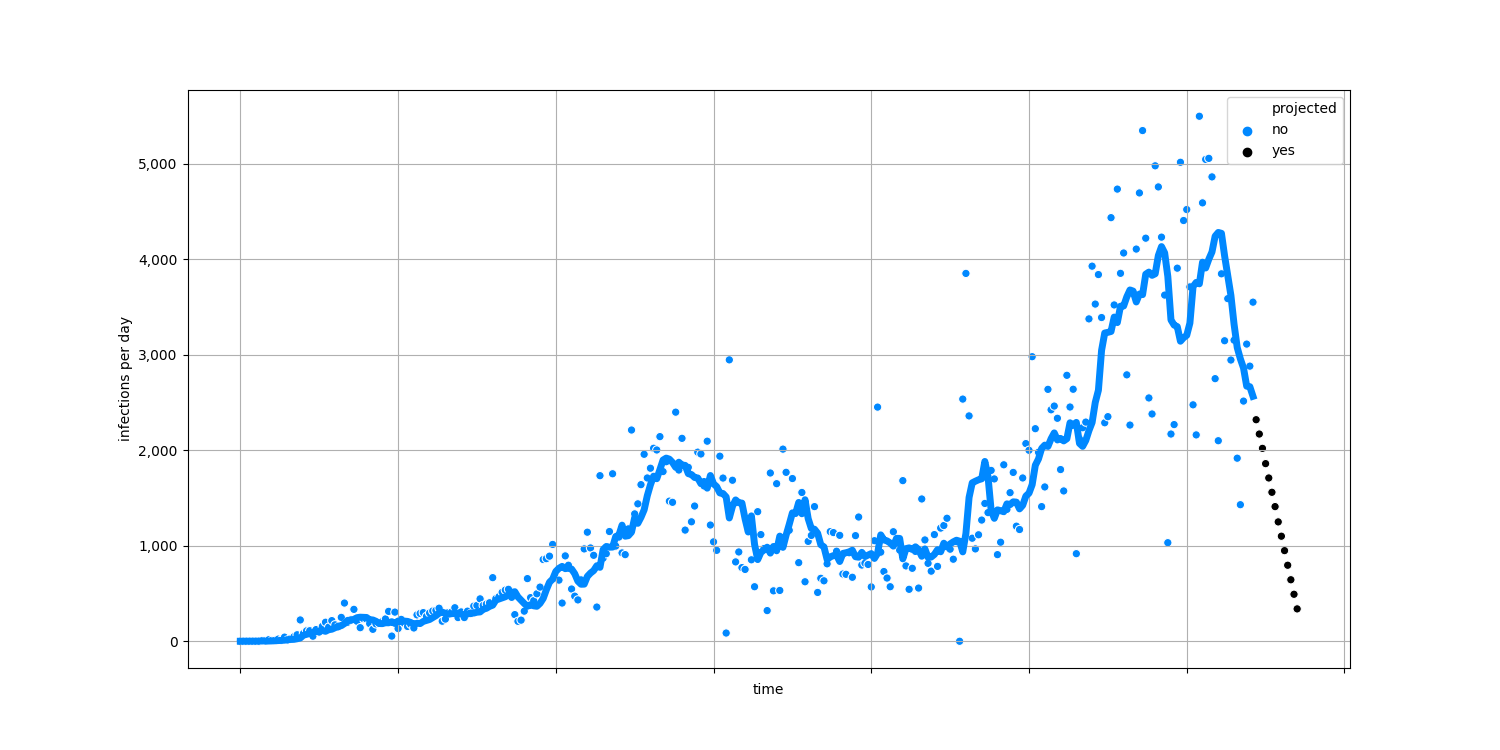 projected
no
yes
5,000
4,000
3,000
2,000
1,000
0
infections per day
time